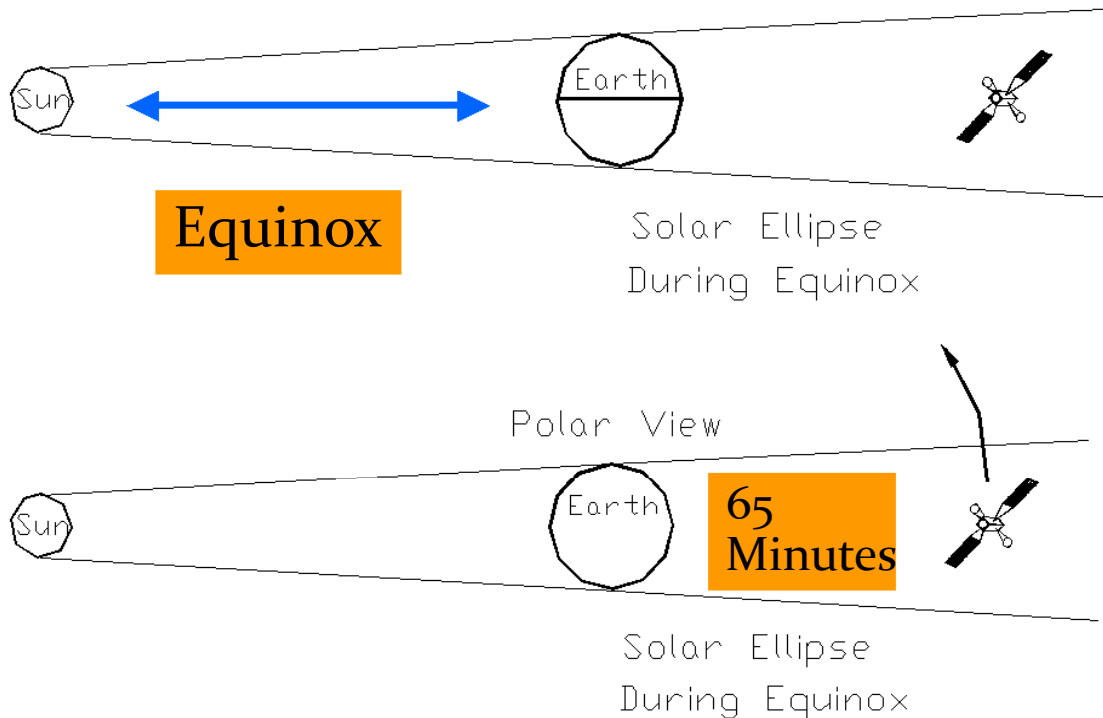 Sun
Earth
Equinox
Solar Ellipse
During Equinox
Polar View
Sun
Earth
65
Minutes
Solar Ellipse
During Equinox